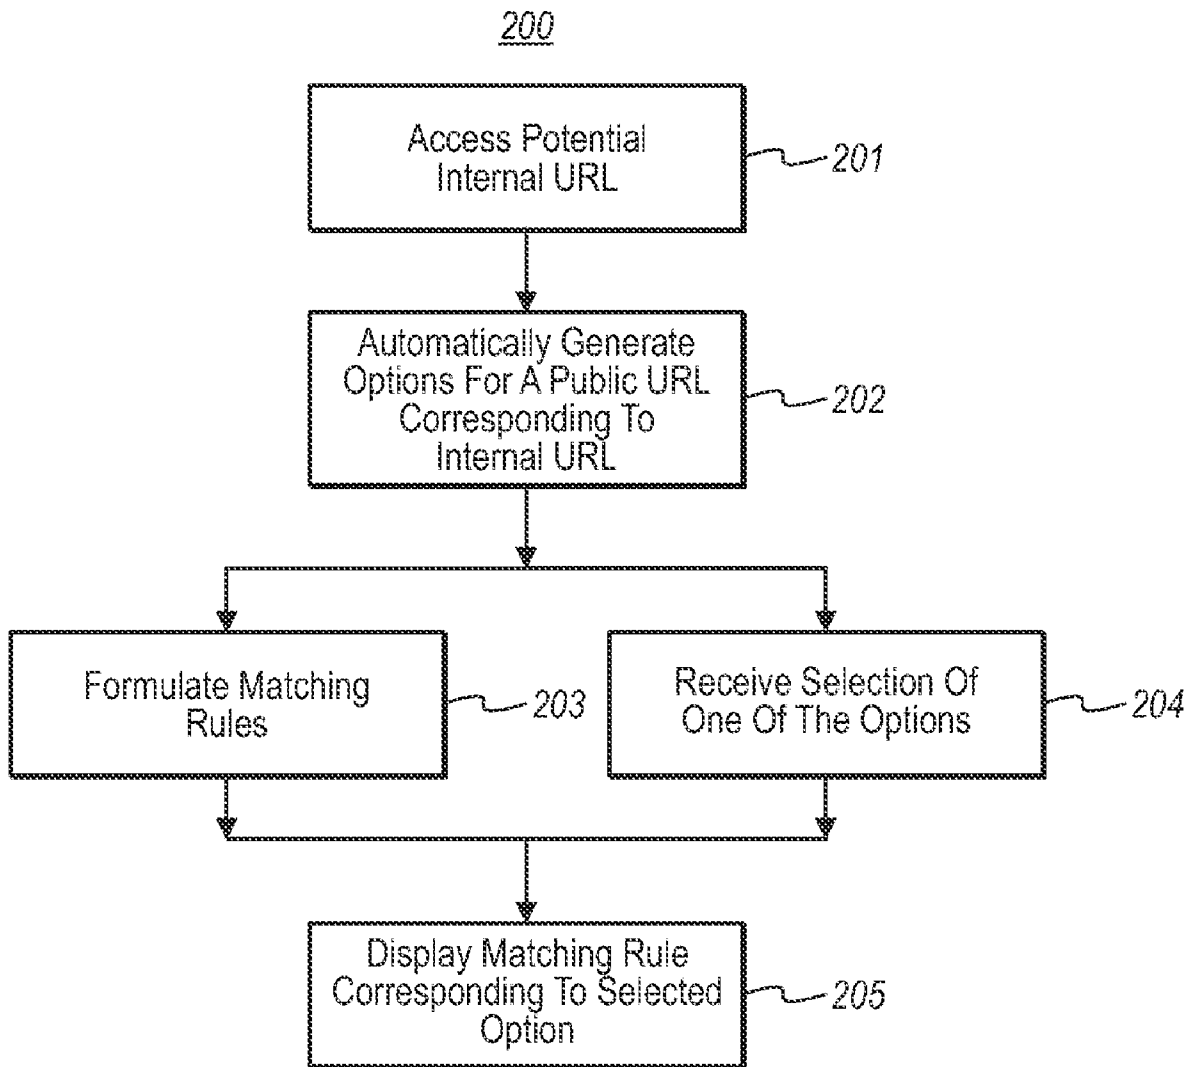 200
Access Potential
Internal URL
201
Automatically Generate
Options For A Public URL
Corresponding To
Internal URL
202
Formulate Matching
Rules
203
Receive Selection Of
One Of The Options
204
Display Matching Rule
Corresponding To Selected
Option
205